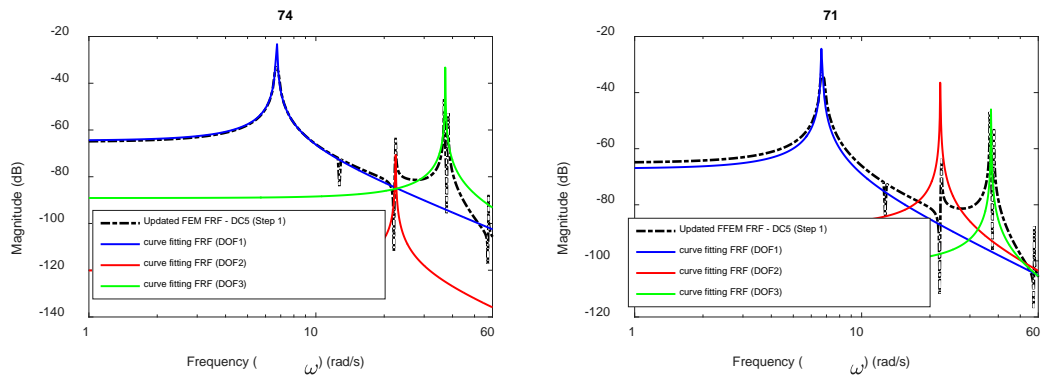 74
-20
-40
-60
-80
-100
-120
-140
Magnitude (dB)
Updated FEM FRF - DC5 (Step 1)
curve fitting FRF (DOF1)
curve fitting FRF (DOF2)
curve fitting FRF (DOF3)
1
10
60
Frequency ( ω) (rad/s)
71
-20
-40
-60
-80
-100
-120
Magnitude (dB)
Updated FFEM FRF - DC5 (Step 1)
curve fitting FRF (DOF1)
curve fitting FRF (DOF2)
curve fitting FRF (DOF3)
1
10
60
Frequency ( ω) (rad/s)